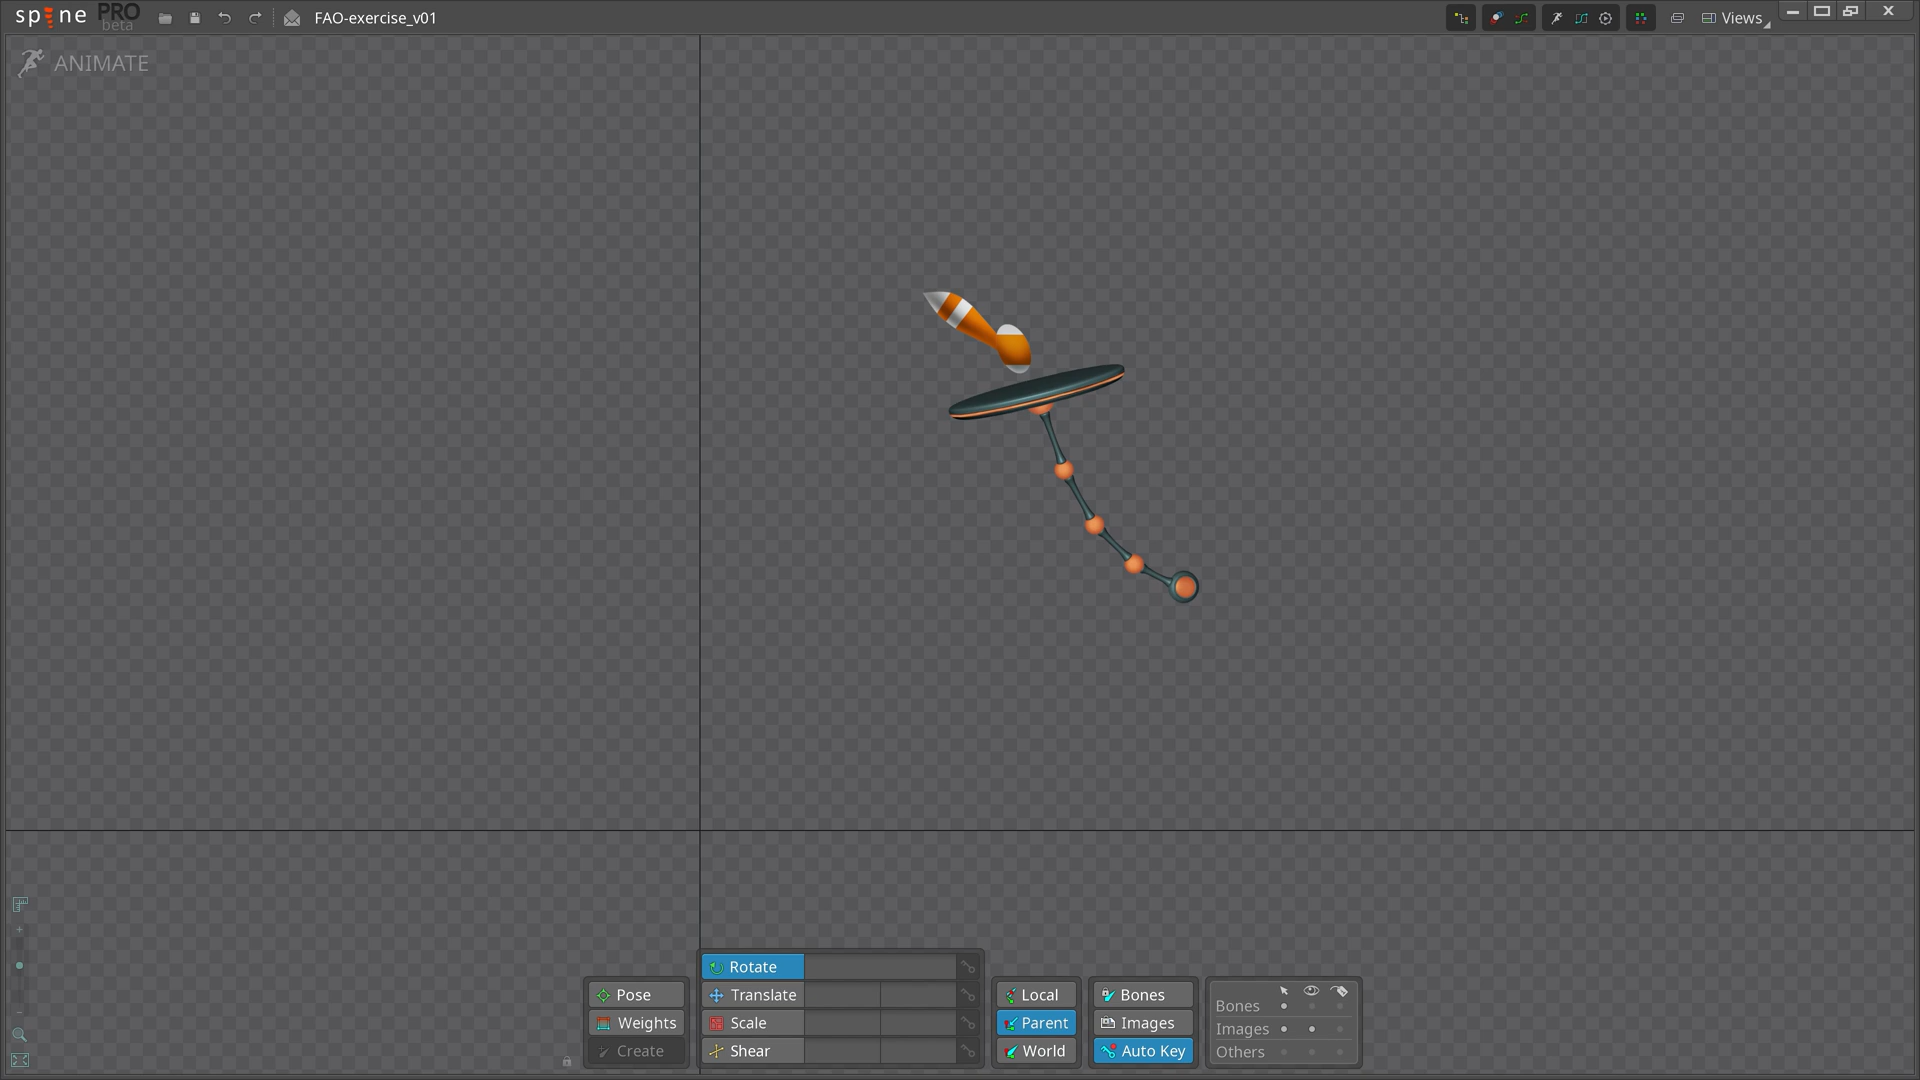 spine PRO
beta
FAO-exercise_v01
Views
ANIMATE
Rotate
Pose
Translate
Local
Bones
Weights
Scale
Parent
Images
Create
Shear
World
Auto Key
Bones
Images
Others